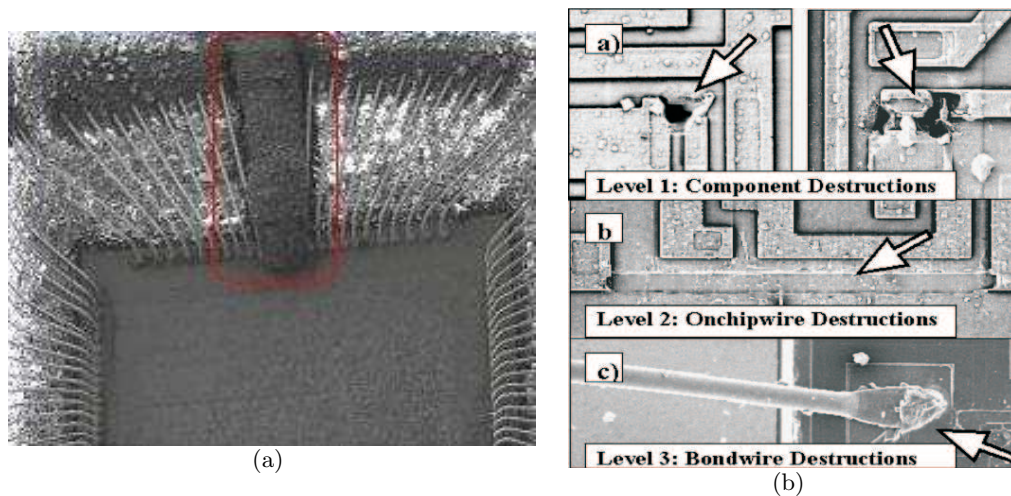 a)
Level 1: Component Destructions
b
Level 2: Onchipwire Destructions
c)
Level 3: Bondwire Destructions
(a)
(b)